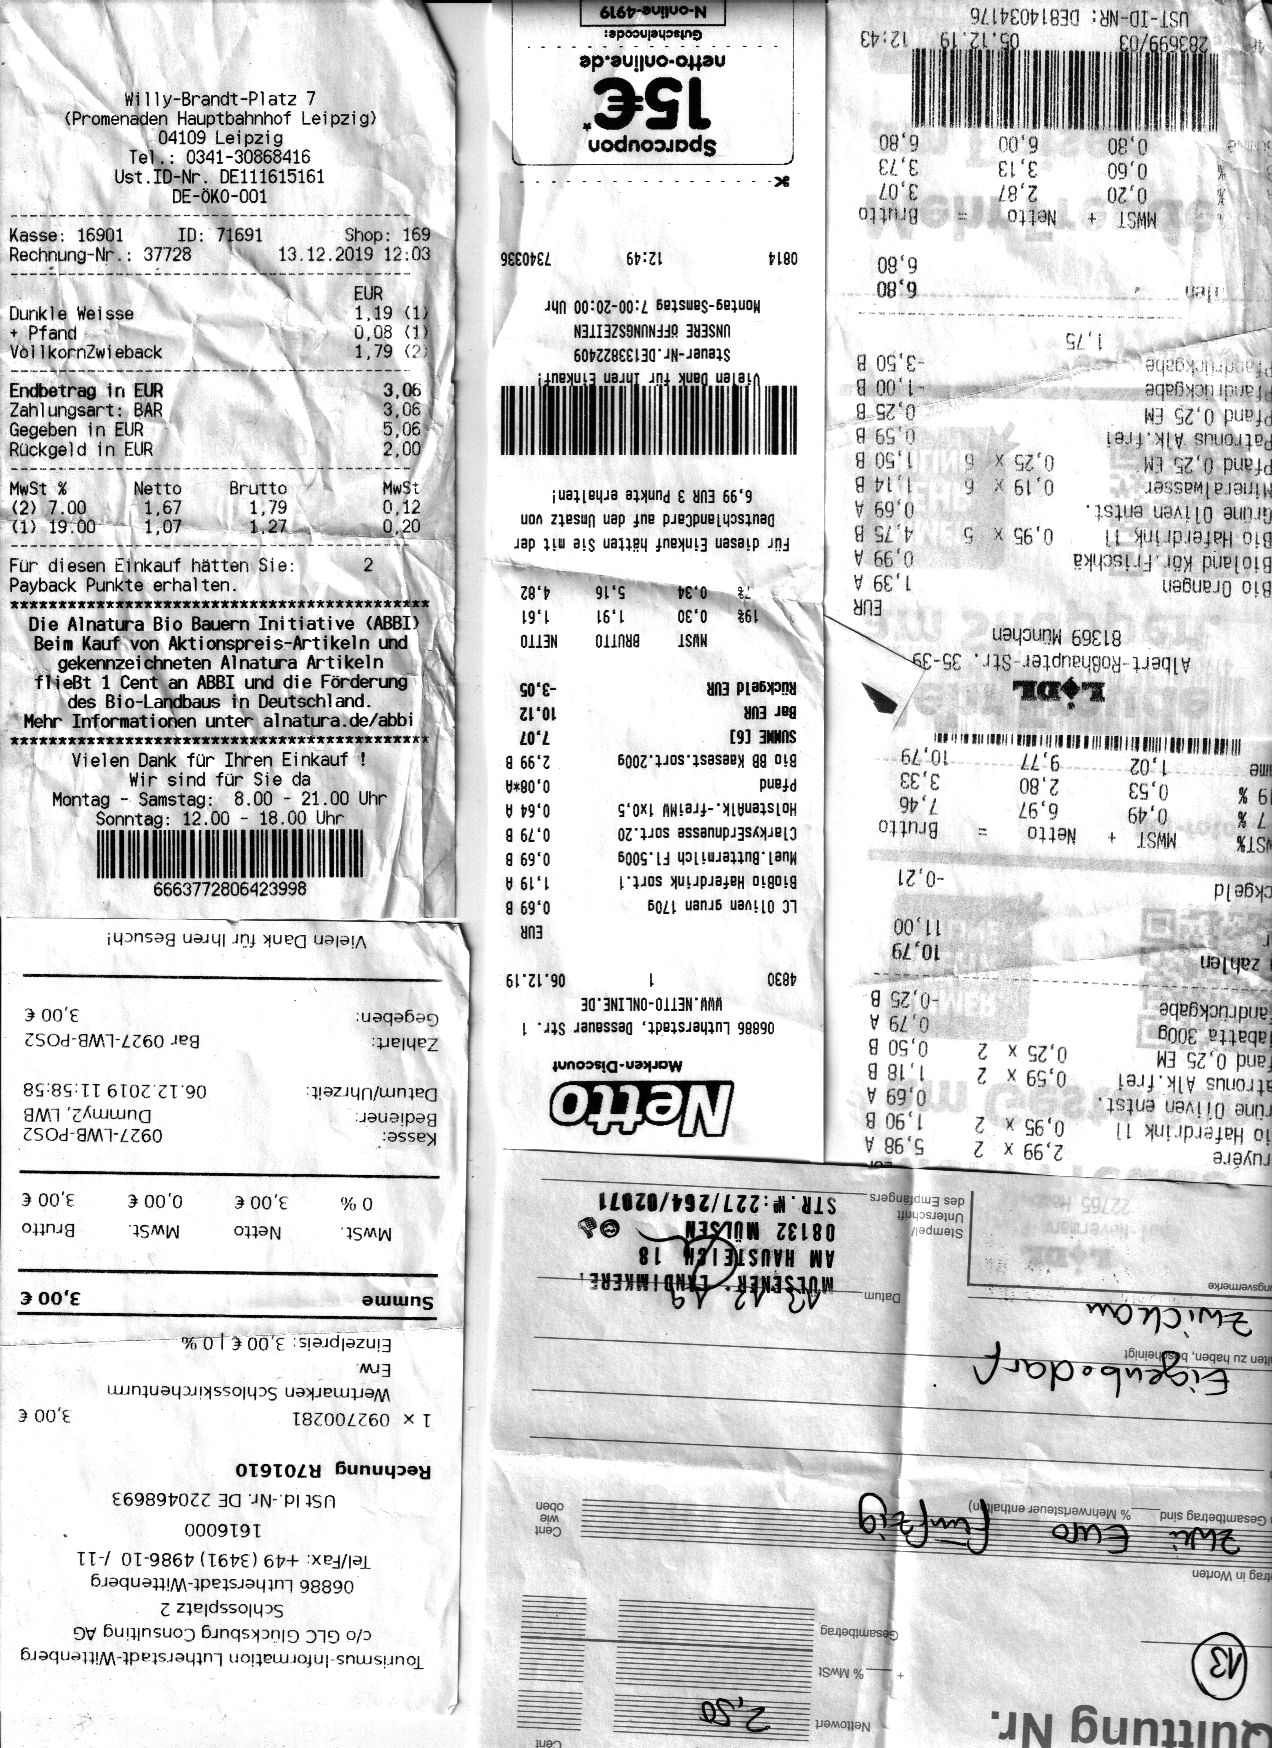 Willy-Brandt-Platz 7
(Promenaden Hauptbahnhof Leipzig)
04109 Leipzig
Tel.: 0341-30868416
Ust.ID-Nr. DE111615161
DE-ÖKO-001
Kasse: 16901 ID: 71691 Shop: 169
Rechnung-Nr.: 37728 13.12.2019 12:03
EUR
Dunkle Weisse 1,19 (1)
+ Pfand 0,08 (1)
VollkornZwieback 1,79 (2)
Endbetrag in EUR 3,06
Zahlungsart: BAR 3,06
Gegeben in EUR 5,06
Rückgeld in EUR 2,00
MwSt % Netto Brutto MwSt
(2) 7.00 1,67 1,79 0,12
(1) 19.00 1,07 1,27 0,20
Für diesen Einkauf hätten Sie: 2
Payback Punkte erhalten.
*******************************************
Die Alnatura Bio Bauern Initiative (ABBI)
Beim Kauf von Aktionspreis-Artikeln und
gekennzeichneten Alnatura Artikeln
fließt 1 Cent an ABBI und die Förderung
des Bio-Landbaus in Deutschland.
Mehr Informationen unter alnatura.de/abbi
*******************************************
Vielen Dank für Ihren Einkauf !
Wir sind für Sie da
Montag - Samstag: 8.00 - 21.00 Uhr
Sonntag: 12.00 - 18.00 Uhr
6663772806423998
Tourismus-Information Lutherstadt-Wittenberg
c/o GLC Glücksburg Consulting AG
Schlossplatz 2
06886 Lutherstadt-Wittenberg
Tel/Fax: +49 (3491) 4986-10 /-11
1616000
USt Id.-Nr. DE 220468693
Rechnung R701610
1 × 092700281 3,00 €
Wertmarken Schlosskirchenturm
Erw.
Einzelpreis: 3,00 € | 0 %
Summe 3,00 €
MwSt. Netto MwSt. Brutto
0 % 3,00 € 0,00 € 3,00 €
Kasse: 0927-LWB-POS2
Bediener: Dummy2, LWB
Datum/Uhrzeit: 06.12.2019 11:58:58
Zahlart: Bar 0927-LWB-POS2
Gegeben: 3,00 €
Vielen Dank für Ihren Besuch!
Netto
Marken-Discount
06886 Lutherstadt, Dessauer Str. 1
WWW.NETTO-ONLINE.DE
4830 1 06.12.19
EUR
LC Oliven gruen 170g 0,69 B
BioBio Haferdrink sort.1 1,19 A
Muel.Buttermilch Fl.500g 0,69 B
ClarkysErdnuesse sort.20 0,79 B
HolstenAlk.-freiMW 1x0,5 0,64 A
Pfand 0,08*A
Bio BB Kaesest.sort.200g 2,99 B
SUMME [6] 7,07
Bar EUR 10,12
Rückgeld EUR -3,05
MWST BRUTTO NETTO
19% 0,30 1,91 1,61
7% 0,34 5,16 4,82
Für diesen Einkauf hätten Sie mit der
DeutschlandCard auf den Umsatz von
6,99 EUR 3 Punkte erhalten!
Vielen Dank für Ihren Einkauf!
Steuer-Nr.DE133822409
UNSERE ÖFFNUNGSZEITEN
Montag-Samstag 7:00-20:00 Uhr
0814 12:49 7340336
Sparcoupon
15€*
netto-online.de
Gutscheincode:
N-online-4919
ruyère 2,99 x 2 5,98 A
io Haferdrink 1l 0,95 x 2 1,90 B
rüne Oliven entst. 0,69 A
atronus Alk.frei 0,59 x 2 1,18 B
fand 0,25 EM 0,25 x 2 0,50 B
abatta 300g 0,79 A
andrückgabe -0,25 B
zahlen 10,79
11,00
ckgeld -0,21
WST% MWST + Netto = Brutto
7 % 0,49 6,97 7,46
19 % 0,53 2,80 3,33
me 1,02 9,77 10,79
LIDL
Albert-Roßhaupter-Str. 35-39
81369 München
EUR
Bio Orangen 1,39 A
Bioland Kör.Frischkä 0,99 A
Bio Haferdrink 1l 0,95 x 5 4,75 B
Grüne Oliven entst. 0,69 A
Mineralwasser 0,19 x 6 1,14 B
Pfand 0,25 EM 0,25 x 6 1,50 B
Patronus Alk.frei 0,59 B
Pfand 0,25 EM 0,25 B
Pfandrückgabe -1,00 B
Pfandrückgabe -3,50 B
1,75
hlen 6,80
6,80
MWST + Netto = Brutto
% 0,20 2,87 3,07
% 0,60 3,13 3,73
0,80 6,00 6,80
283699/03 05.12.19 12:43
UST-ID-NR: DE814034176
Quittung Nr.
13
Cent
Nettowert 2,50
+ % MwSt
Gesamtbetrag
trag in Worten
zwei Euro fünfzig
Cent
wie
oben
Gesamtbetrag sind % Mehrwertsteuer enthalten)
Eigenbedarf
lten zu haben, bescheinigt
Zwickau
Datum 13 12 19
ngsvermerke
Stempel/
Unterschrift
des Empfängers
MÜLSENER LANDIMKEREI
AM HAUSTEICH 18
08132 MÜLSEN
STR.№:227/264/02071